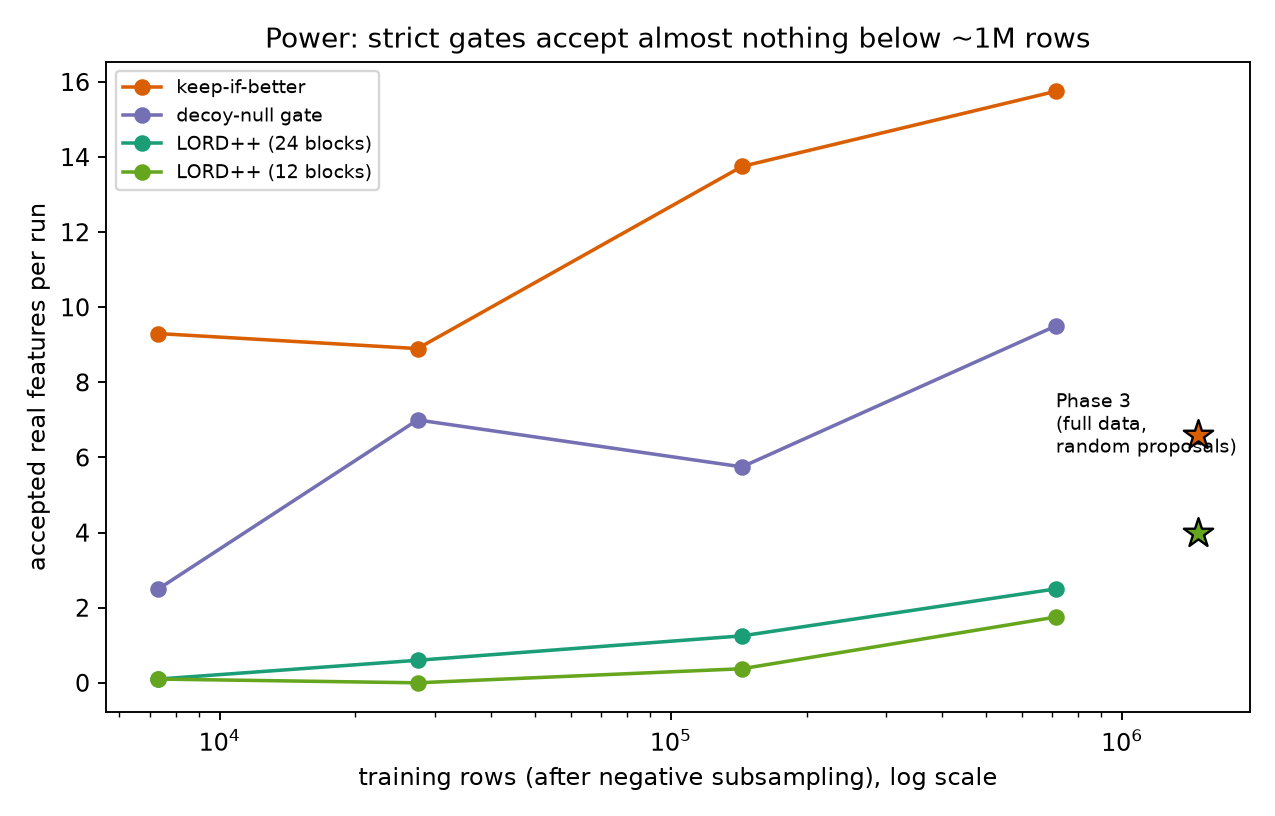 Power: strict gates accept almost nothing below ~1M rows
keep-if-better
decoy-null gate
LORD++ (24 blocks)
LORD++ (12 blocks)
accepted real features per run
16
14
12
10
8
6
4
2
0
Phase 3
(full data,
random proposals)
10⁴
10⁵
10⁶
training rows (after negative subsampling), log scale